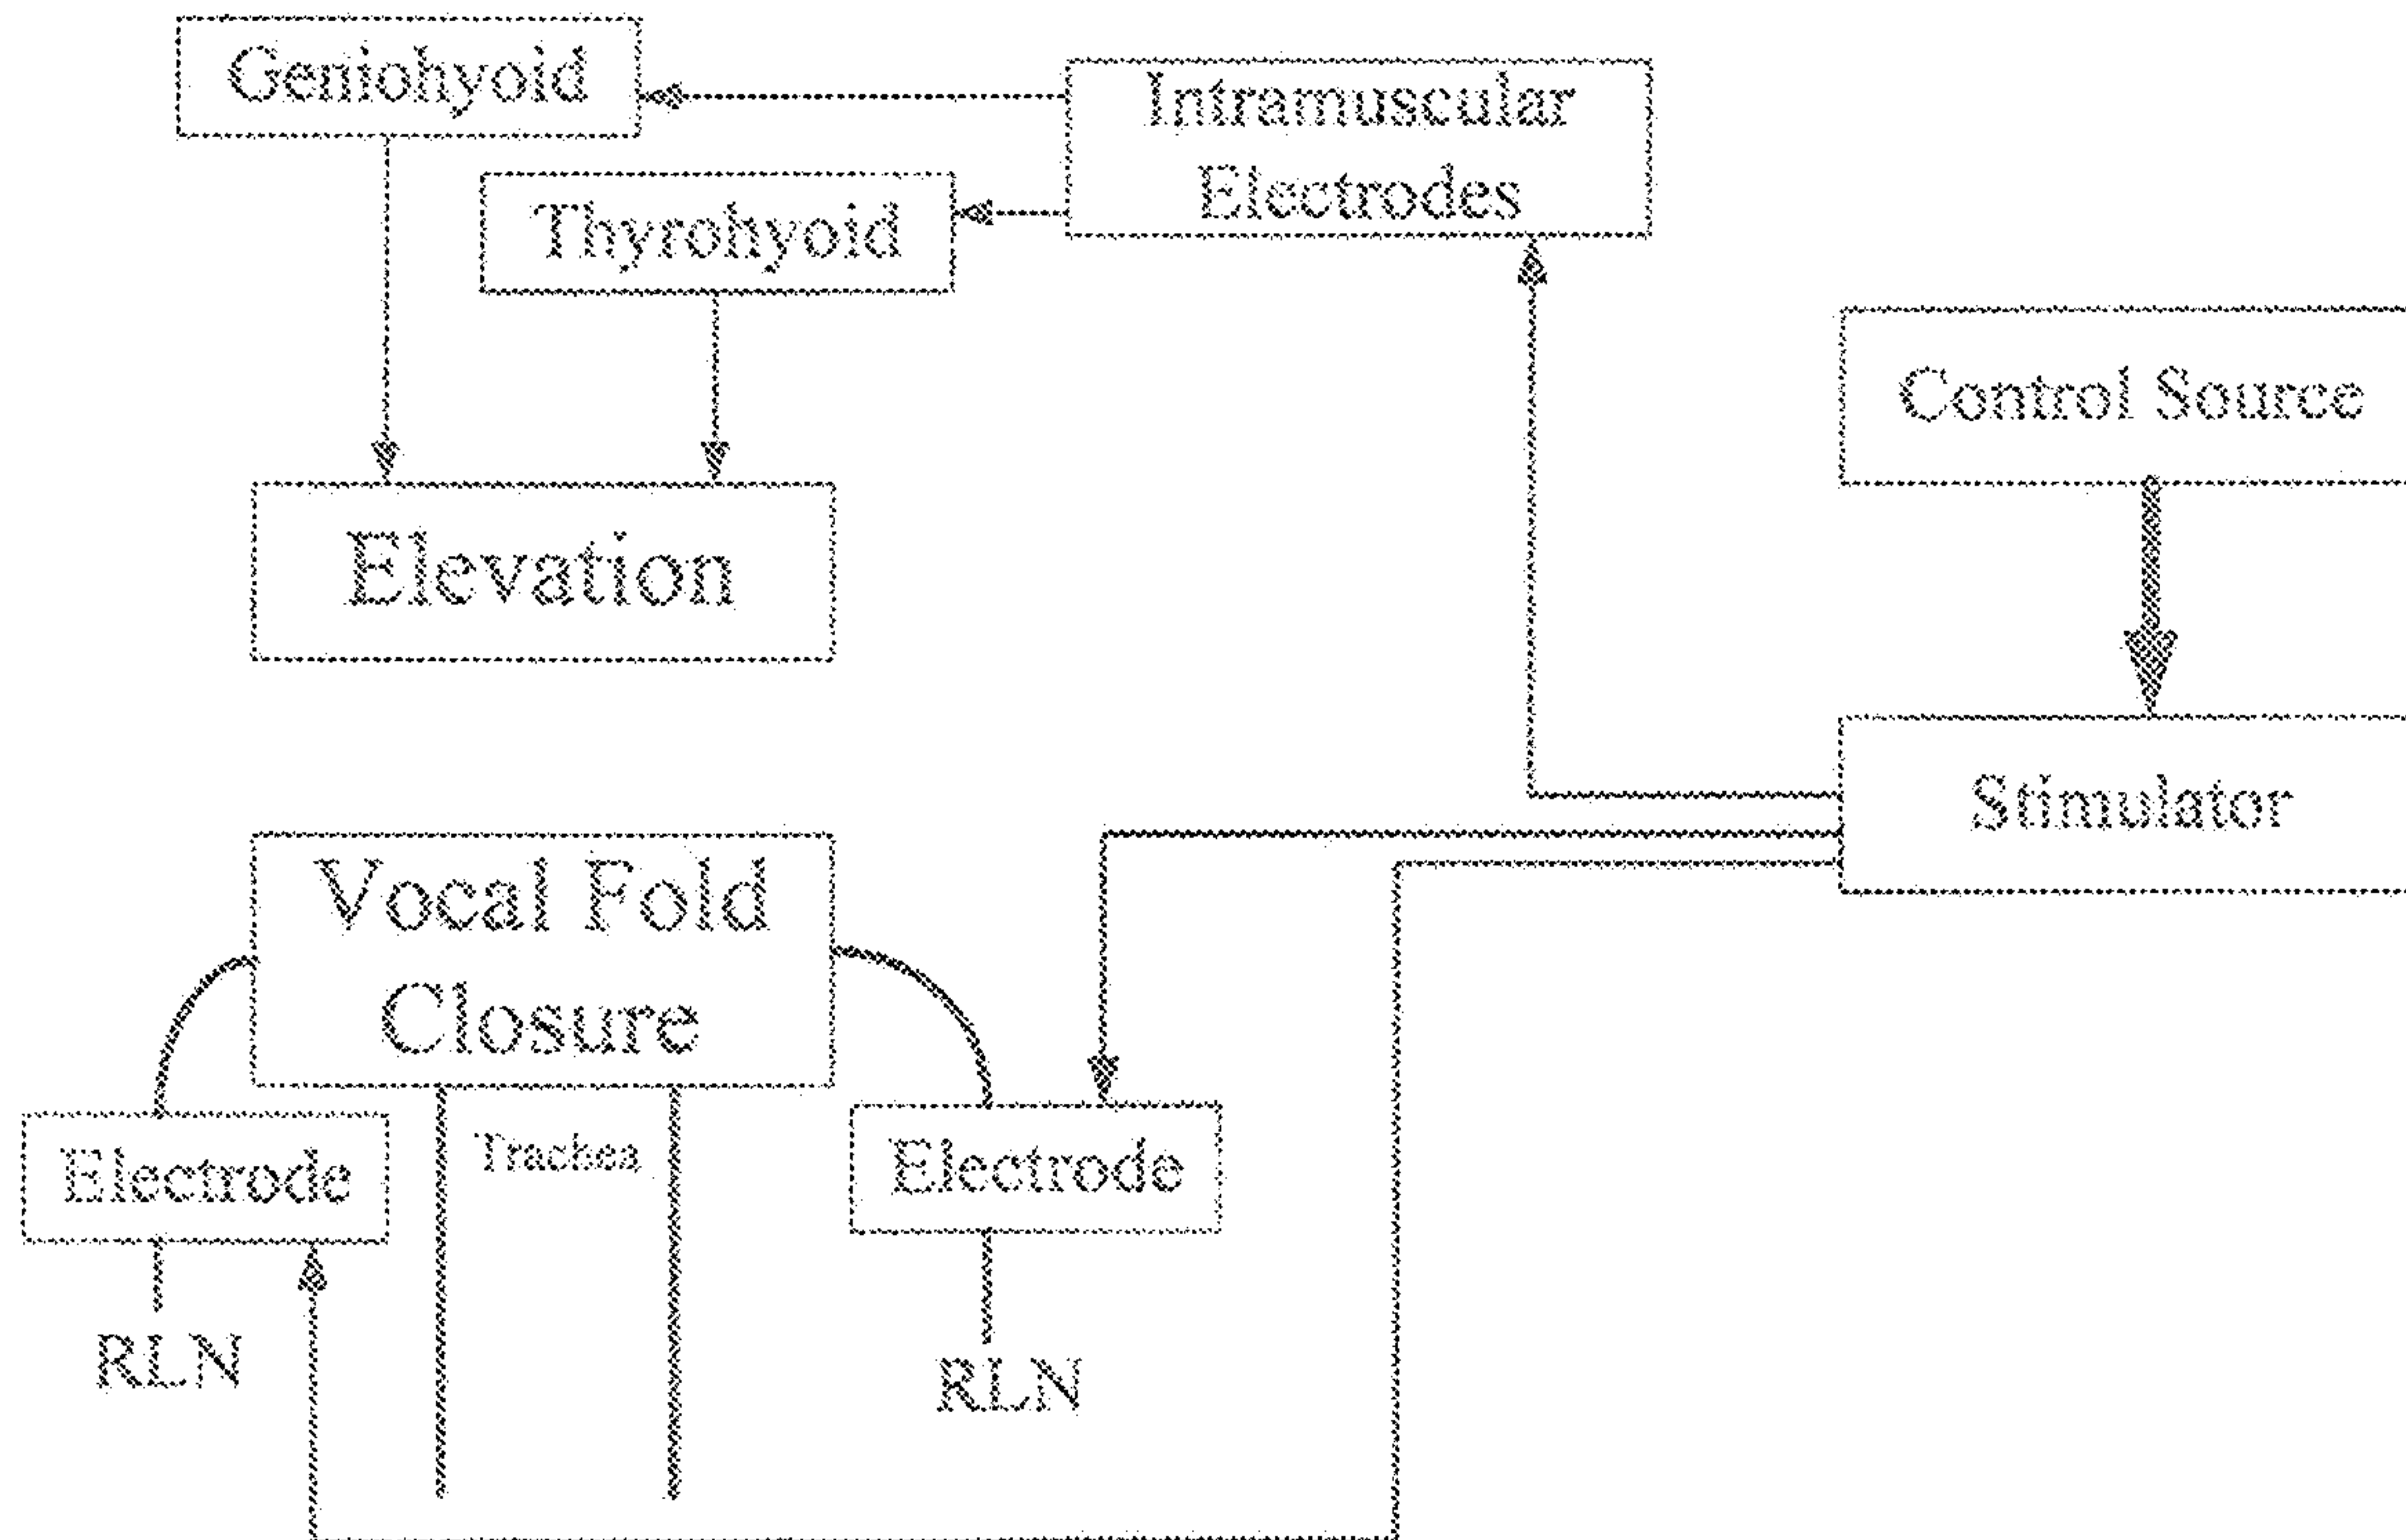 Geniohyoid
Intramuscular
Electrodes
Thyrohyoid
Control Source
Elevation
Stimulator
Vocal Fold
Closure
Electrode
Trachea
Electrode
RLN
RLN